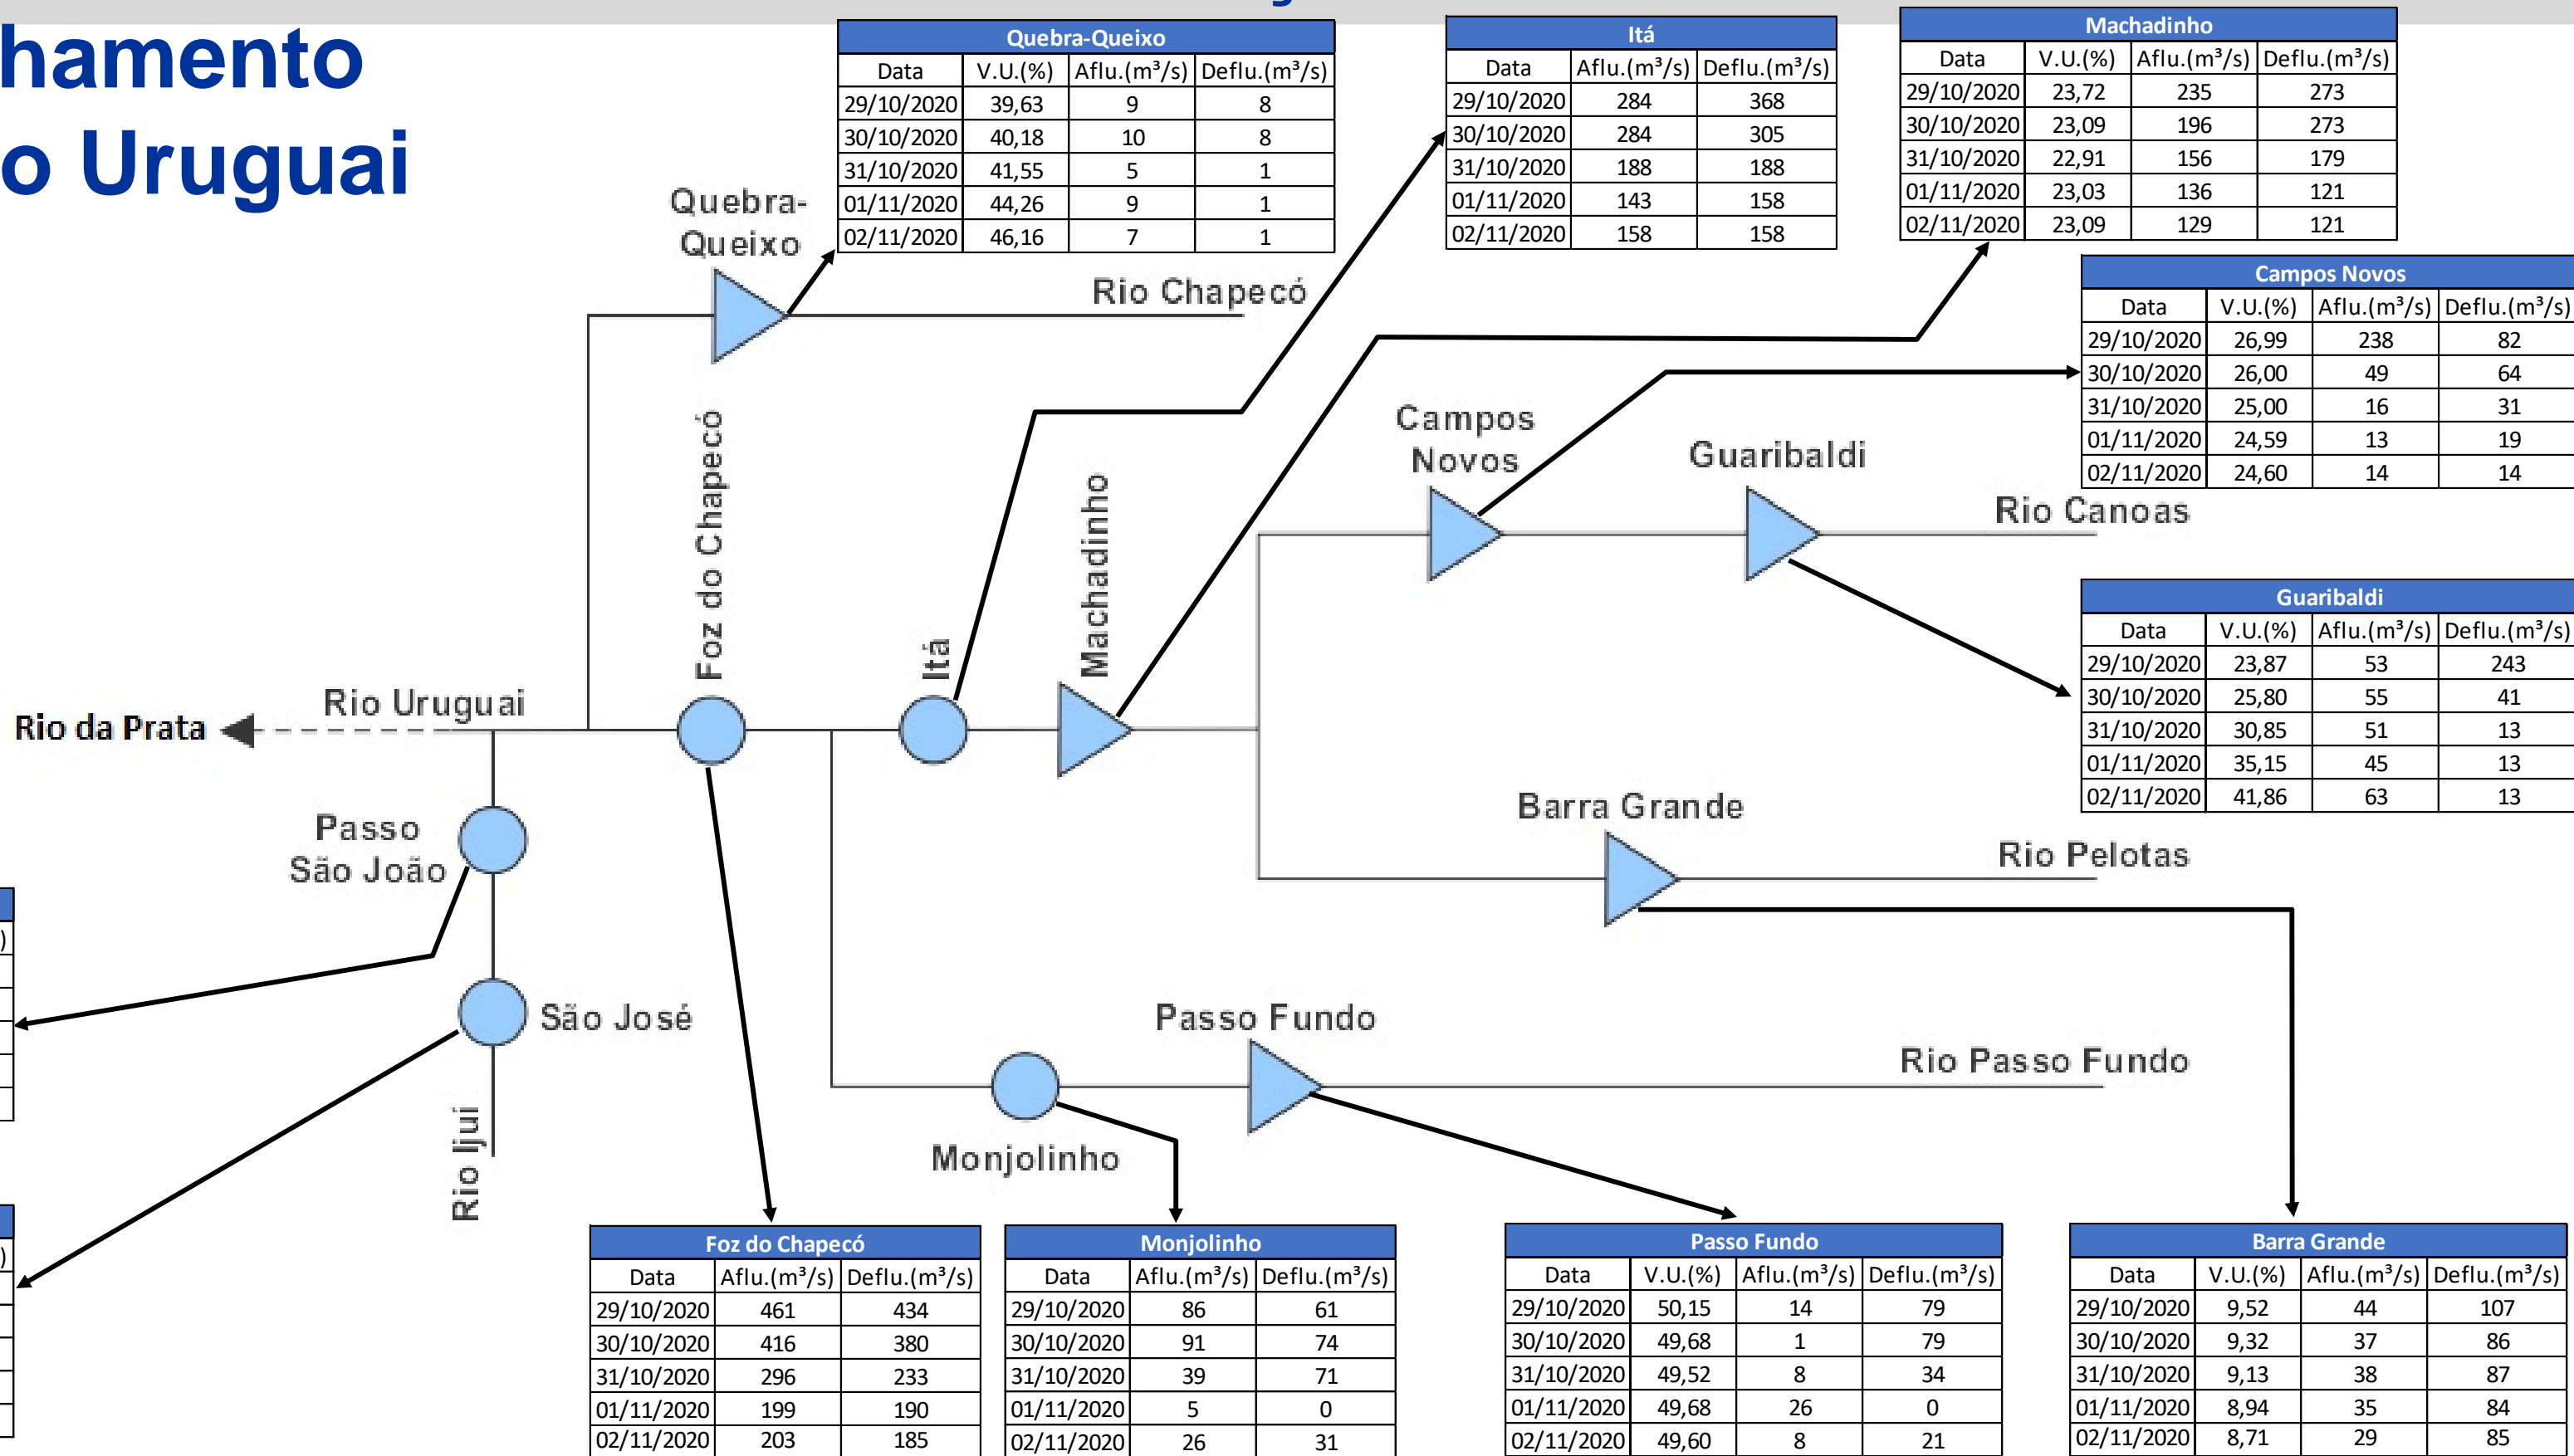 hamento
o Uruguai
Quebra-Queixo
Data V.U.(%) Aflu.(m³/s) Deflu.(m³/s)
29/10/2020 39,63 9 8
30/10/2020 40,18 10 8
31/10/2020 41,55 5 1
01/11/2020 44,26 9 1
02/11/2020 46,16 7 1
Itá
Data Aflu.(m³/s) Deflu.(m³/s)
29/10/2020 284 368
30/10/2020 284 305
31/10/2020 188 188
01/11/2020 143 158
02/11/2020 158 158
Machadinho
Data V.U.(%) Aflu.(m³/s) Deflu.(m³/s)
29/10/2020 23,72 235 273
30/10/2020 23,09 196 273
31/10/2020 22,91 156 179
01/11/2020 23,03 136 121
02/11/2020 23,09 129 121
Campos Novos
Data V.U.(%) Aflu.(m³/s) Deflu.(m³/s)
29/10/2020 26,99 238 82
30/10/2020 26,00 49 64
31/10/2020 25,00 16 31
01/11/2020 24,59 13 19
02/11/2020 24,60 14 14
Guaribaldi
Data V.U.(%) Aflu.(m³/s) Deflu.(m³/s)
29/10/2020 23,87 53 243
30/10/2020 25,80 55 41
31/10/2020 30,85 51 13
01/11/2020 35,15 45 13
02/11/2020 41,86 63 13
Quebra-
Queixo
Rio Chapecó
Foz do Chapecó
Itá
Machadinho
Campos
Novos
Guaribaldi
Rio Canoas
Rio da Prata
Rio Uruguai
Passo
São João
São José
Rio Ijui
Barra Grande
Rio Pelotas
Passo Fundo
Rio Passo Fundo
Monjolinho
)
)
Foz do Chapecó
Data Aflu.(m³/s) Deflu.(m³/s)
29/10/2020 461 434
30/10/2020 416 380
31/10/2020 296 233
01/11/2020 199 190
02/11/2020 203 185
Monjolinho
Data Aflu.(m³/s) Deflu.(m³/s)
29/10/2020 86 61
30/10/2020 91 74
31/10/2020 39 71
01/11/2020 5 0
02/11/2020 26 31
Passo Fundo
Data V.U.(%) Aflu.(m³/s) Deflu.(m³/s)
29/10/2020 50,15 14 79
30/10/2020 49,68 1 79
31/10/2020 49,52 8 34
01/11/2020 49,68 26 0
02/11/2020 49,60 8 21
Barra Grande
Data V.U.(%) Aflu.(m³/s) Deflu.(m³/s)
29/10/2020 9,52 44 107
30/10/2020 9,32 37 86
31/10/2020 9,13 38 87
01/11/2020 8,94 35 84
02/11/2020 8,71 29 85